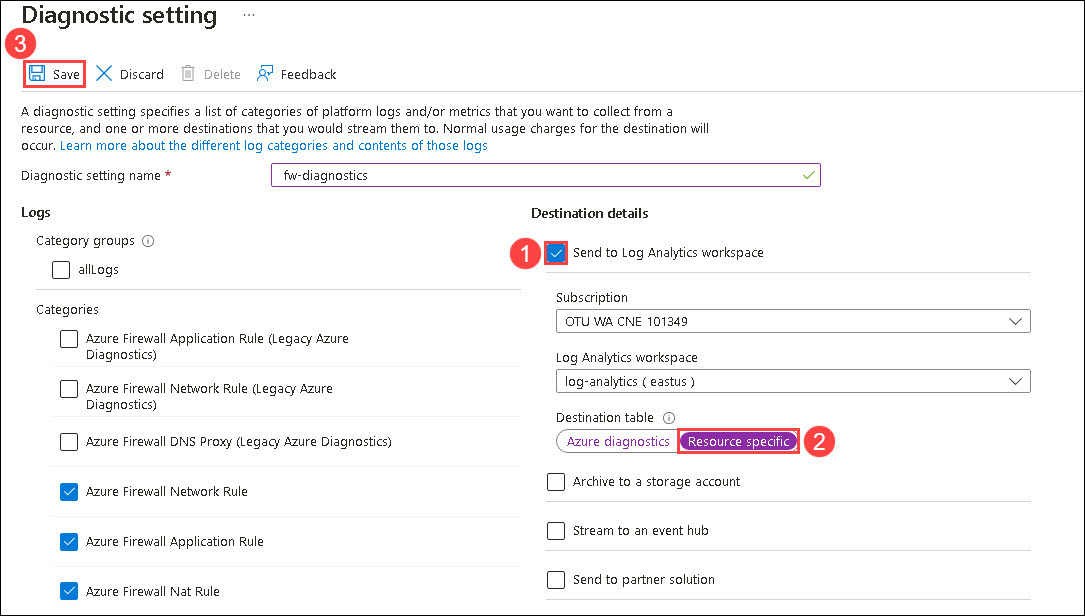 Diagnostic setting ...
3
Save Discard Delete Feedback
A diagnostic setting specifies a list of categories of platform logs and/or metrics that you want to collect from a
resource, and one or more destinations that you would stream them to. Normal usage charges for the destination will
occur. Learn more about the different log categories and contents of those logs
Diagnostic setting name * fw-diagnostics
Logs
Category groups
allLogs
Categories
Azure Firewall Application Rule (Legacy Azure
Diagnostics)
Azure Firewall Network Rule (Legacy Azure
Diagnostics)
Azure Firewall DNS Proxy (Legacy Azure Diagnostics)
Azure Firewall Network Rule
Azure Firewall Application Rule
Azure Firewall Nat Rule
Destination details
1 Send to Log Analytics workspace
Subscription
OTU WA CNE 101349
Log Analytics workspace
log-analytics ( eastus )
Destination table
Azure diagnostics Resource specific 2
Archive to a storage account
Stream to an event hub
Send to partner solution